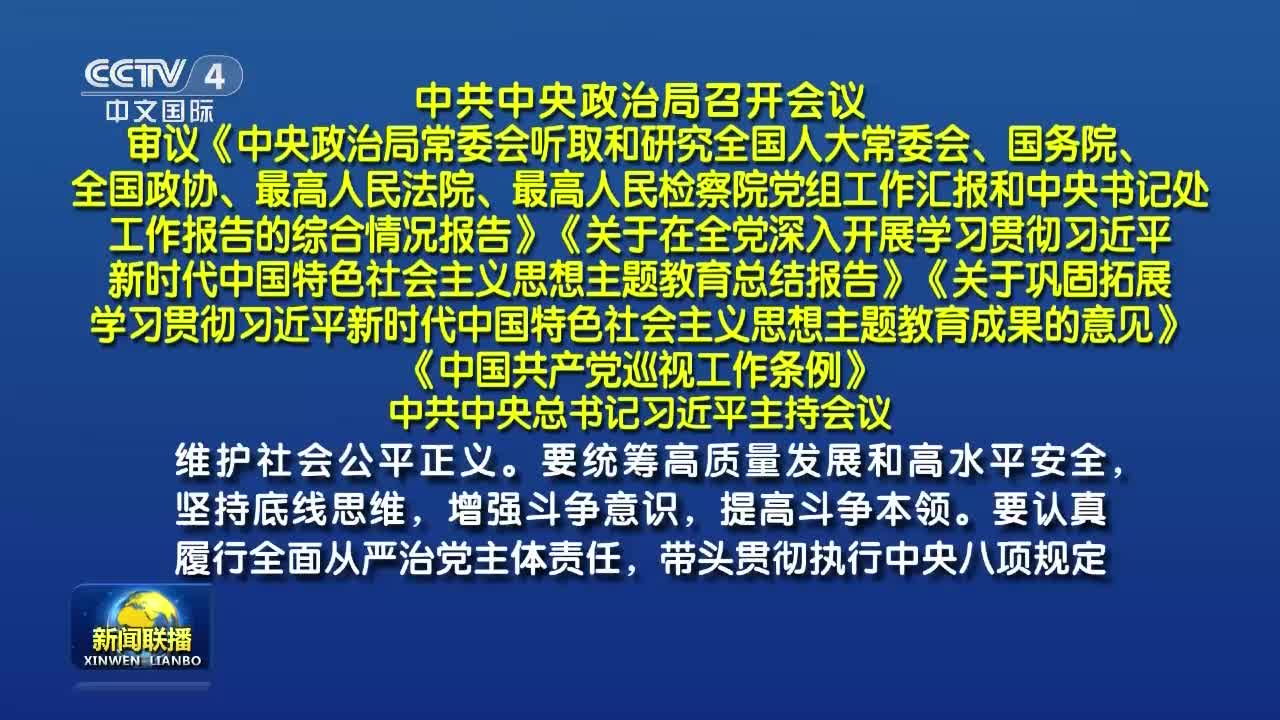 CCTV 4
中文国际
中共中央政治局召开会议
审议《中央政治局常委会听取和研究全国人大常委会、国务院、
全国政协、最高人民法院、最高人民检察院党组工作汇报和中央书记处
工作报告的综合情况报告》《关于在全党深入开展学习贯彻习近平
新时代中国特色社会主义思想主题教育总结报告》《关于巩固拓展
学习贯彻习近平新时代中国特色社会主义思想主题教育成果的意见》
《中国共产党巡视工作条例》
中共中央总书记习近平主持会议
维护社会公平正义。要统筹高质量发展和高水平安全，
坚持底线思维，增强斗争意识，提高斗争本领。要认真
履行全面从严治党主体责任，带头贯彻执行中央八项规定
新闻联播
XINWEN LIANBO